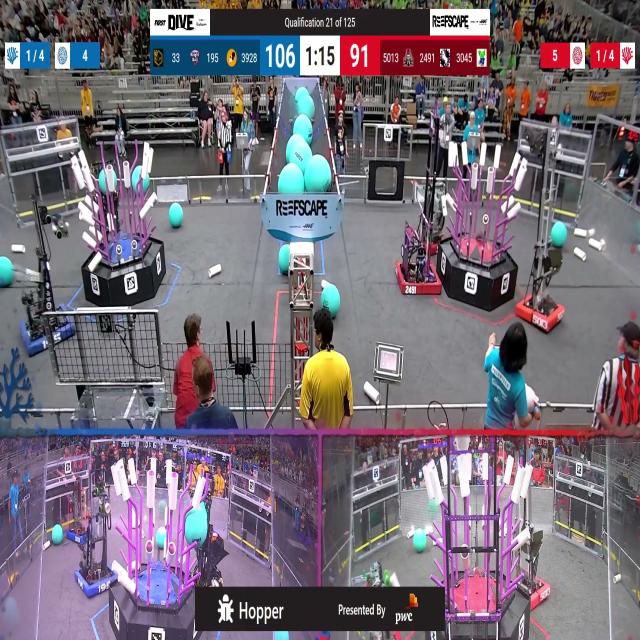 FIRST DIVE
Qualification 21 of 125
REEFSCAPE
1 / 4
4
33
195
3928
106
1:15
91
5013
2491
3045
5
1 / 4
REEFSCAPE
2491
Hopper
Presented By
pwc